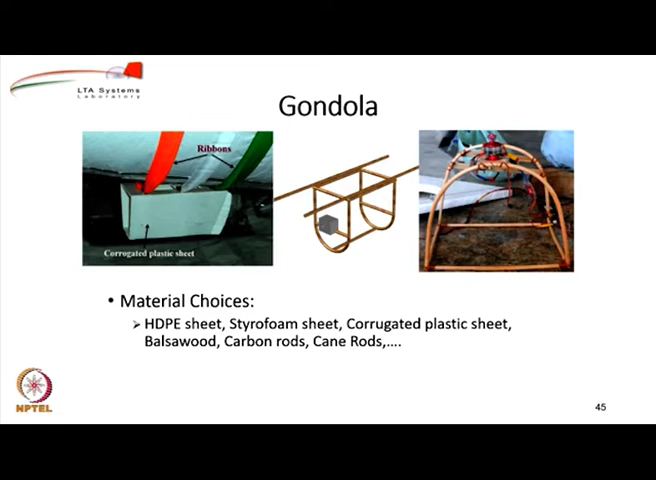 LTA Systems
Laboratory
Gondola
Ribbons
Corrogated plastic sheet
• Material Choices:
➢ HDPE sheet, Styrofoam sheet, Corrugated plastic sheet,
Balsawood, Carbon rods, Cane Rods,....
NPTEL
45